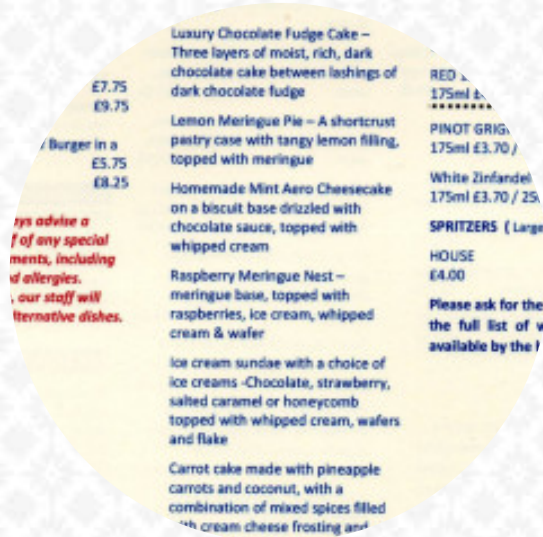 £7.75
£9.75
Burger in a
£5.75
£8.25
advise a
of any special
including
allergies.
our staff will
alternative dishes.
Luxury Chocolate Fudge Cake –
Three layers of moist, rich, dark
chocolate cake between lashings of
dark chocolate fudge
Lemon Meringue Pie – A shortcrust
pastry case with tangy lemon filling,
topped with meringue
Homemade Mint Aero Cheesecake
on a biscuit base drizzled with
chocolate sauce, topped with
whipped cream
Raspberry Meringue Nest –
meringue base, topped with
raspberries, ice cream, whipped
cream & wafer
Ice cream sundae with a choice of
ice creams -Chocolate, strawberry,
salted caramel or honeycomb
topped with whipped cream, wafers
and flake
Carrot cake made with pineapple
carrots and coconut, with a
combination of mixed spices filled
with cream cheese frosting and
RED
175ml
PINOT GRIG
175ml £3.70 /
White Zinfandel
175ml £3.70 / 25
SPRITZERS ( Large
HOUSE
£4.00
Please ask for the
the full list of
available by the